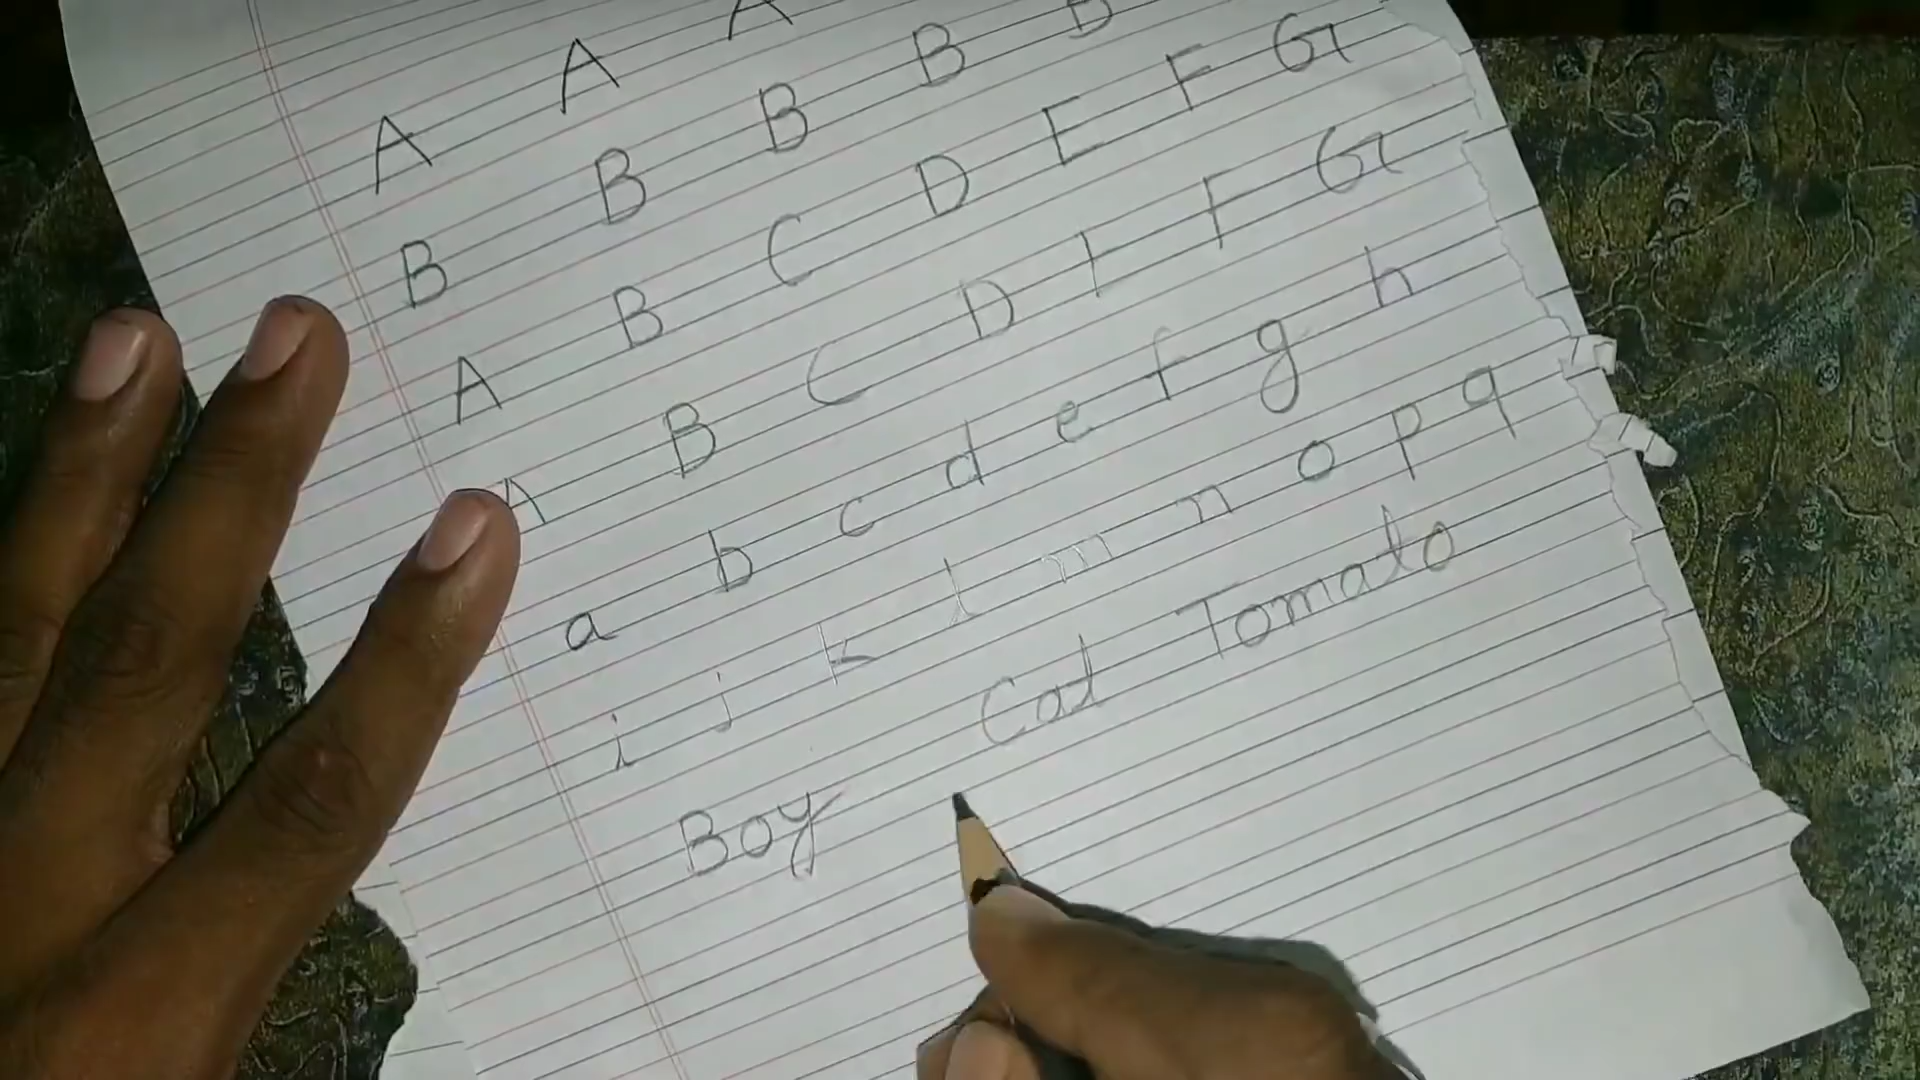 A A A
B B B B B
A B C D E F G
A B C D E F G
a b c d e f g h
i j k l m n o p q
Boy Cat Tomato